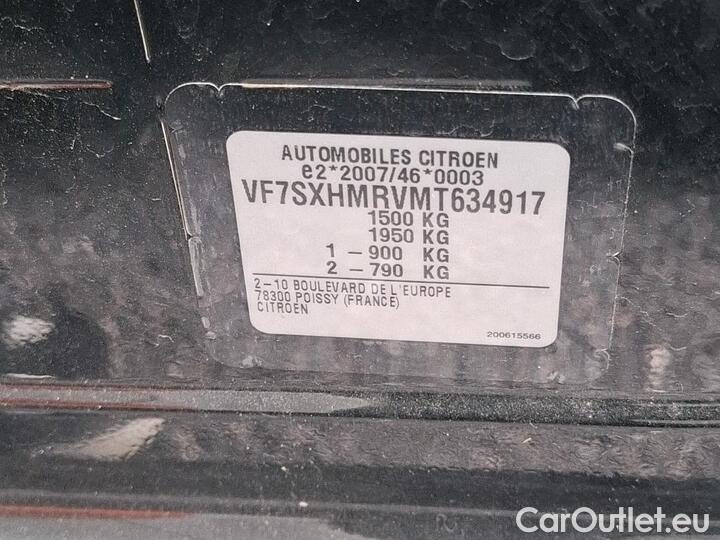 AUTOMOBILES CITROEN
e2*2007/46*0003
VF7SXHMRVMT634917
1500 KG
1950 KG
1 - 900 KG
2 - 790 KG
2-10 BOULEVARD DE L'EUROPE
78300 POISSY (FRANCE)
CITROEN
200615566
CarOutlet.eu